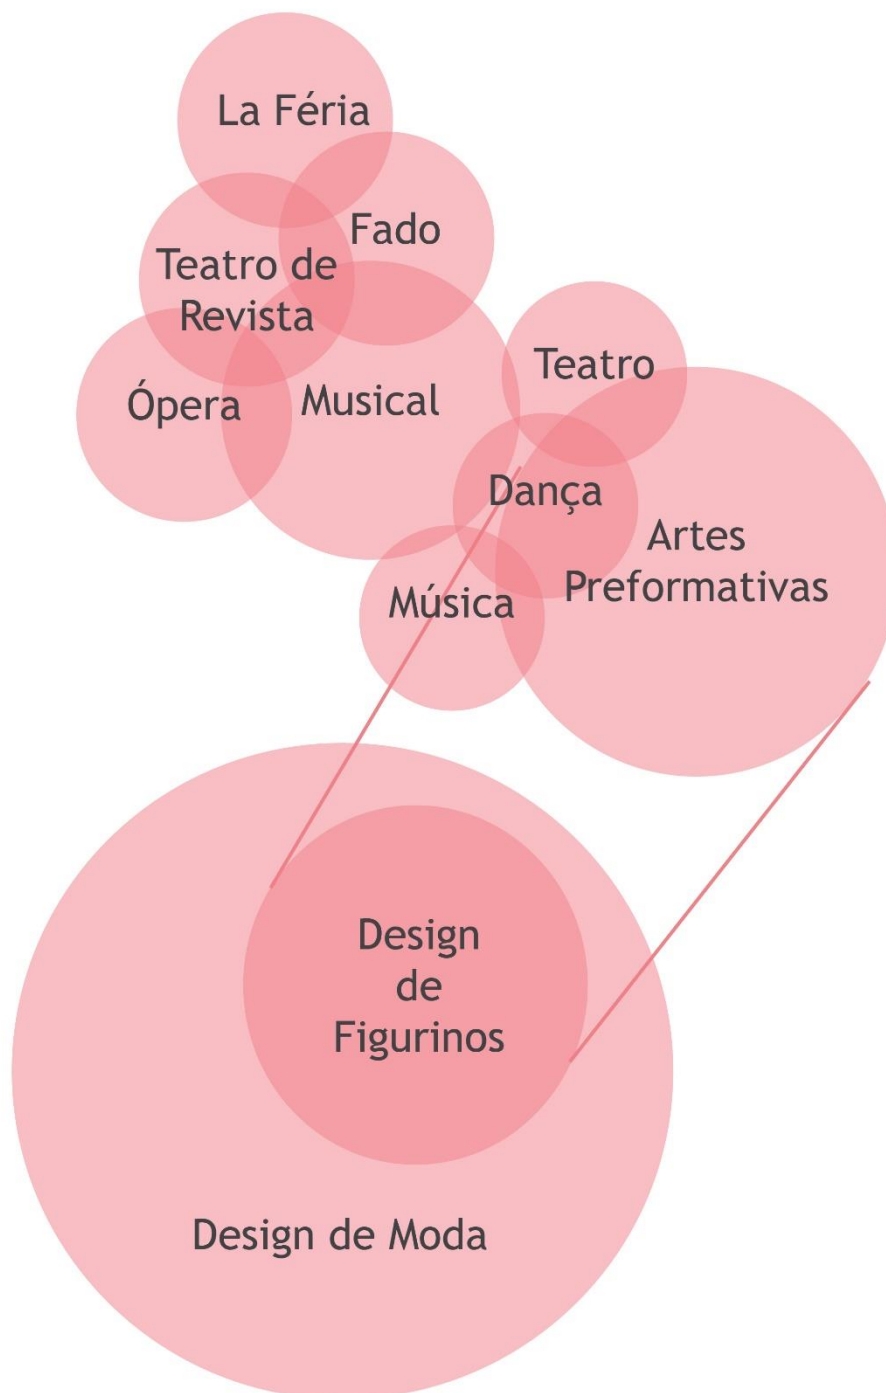 La Féria
Fado
Teatro de
Revista
Teatro
Ópera
Musical
Dança
Artes
Preformativas
Música
Design
de
Figurinos
Design de Moda